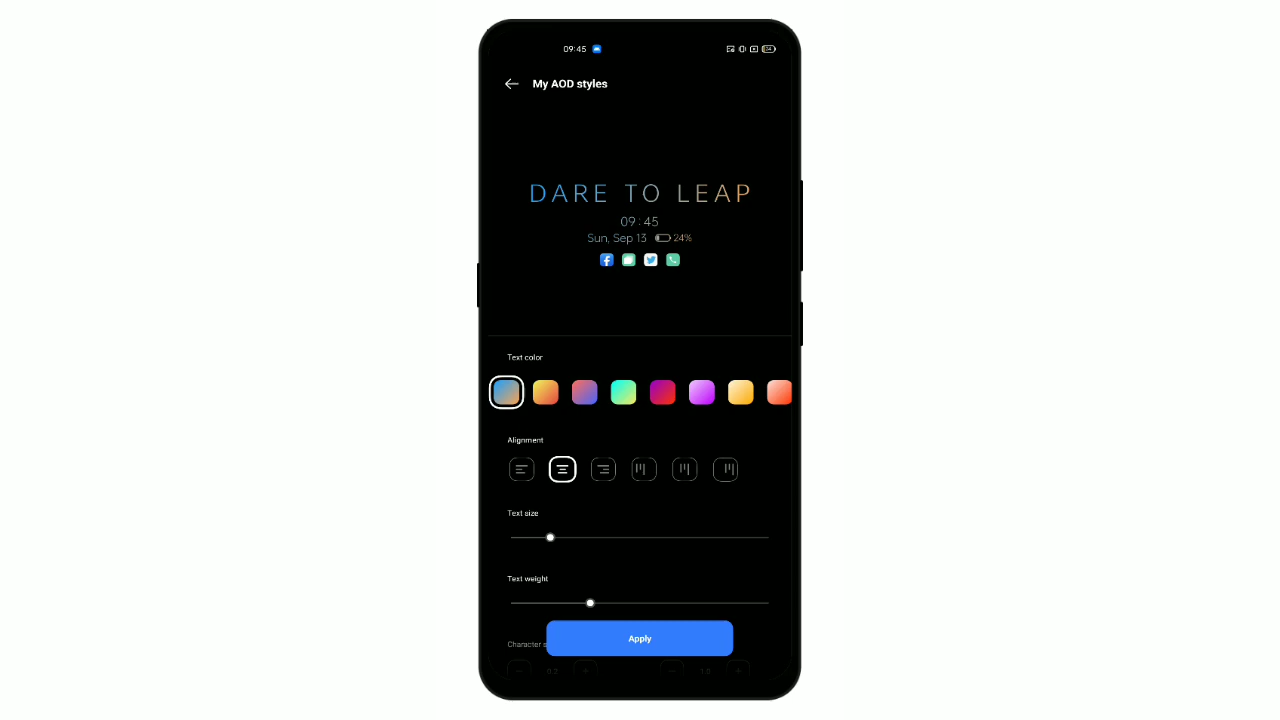 09:45
My AOD styles
DARE TO LEAP
09:45
Sun, Sep 13 24%
Text color
Alignment
Text size
Text weight
Character
Apply